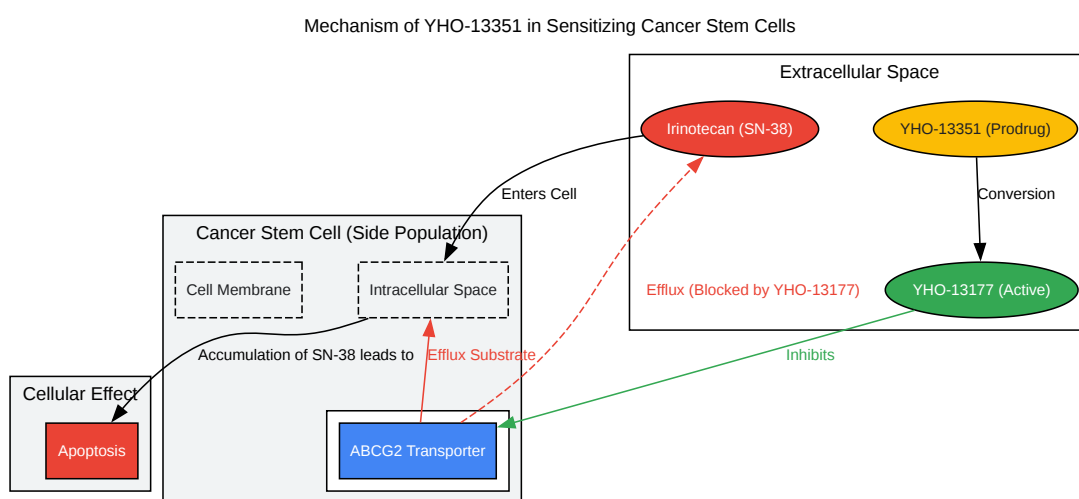 Mechanism of YHO-13351 in Sensitizing Cancer Stem Cells
Extracellular Space
Irinotecan (SN-38)
YHO-13351 (Prodrug)
Enters Cell
Conversion
Cancer Stem Cell (Side Population)
Cell Membrane
Intracellular Space
Efflux (Blocked by YHO-13177)
YHO-13177 (Active)
Accumulation of SN-38 leads to
Efflux Substrate
Inhibits
Cellular Effect
Apoptosis
ABCG2 Transporter